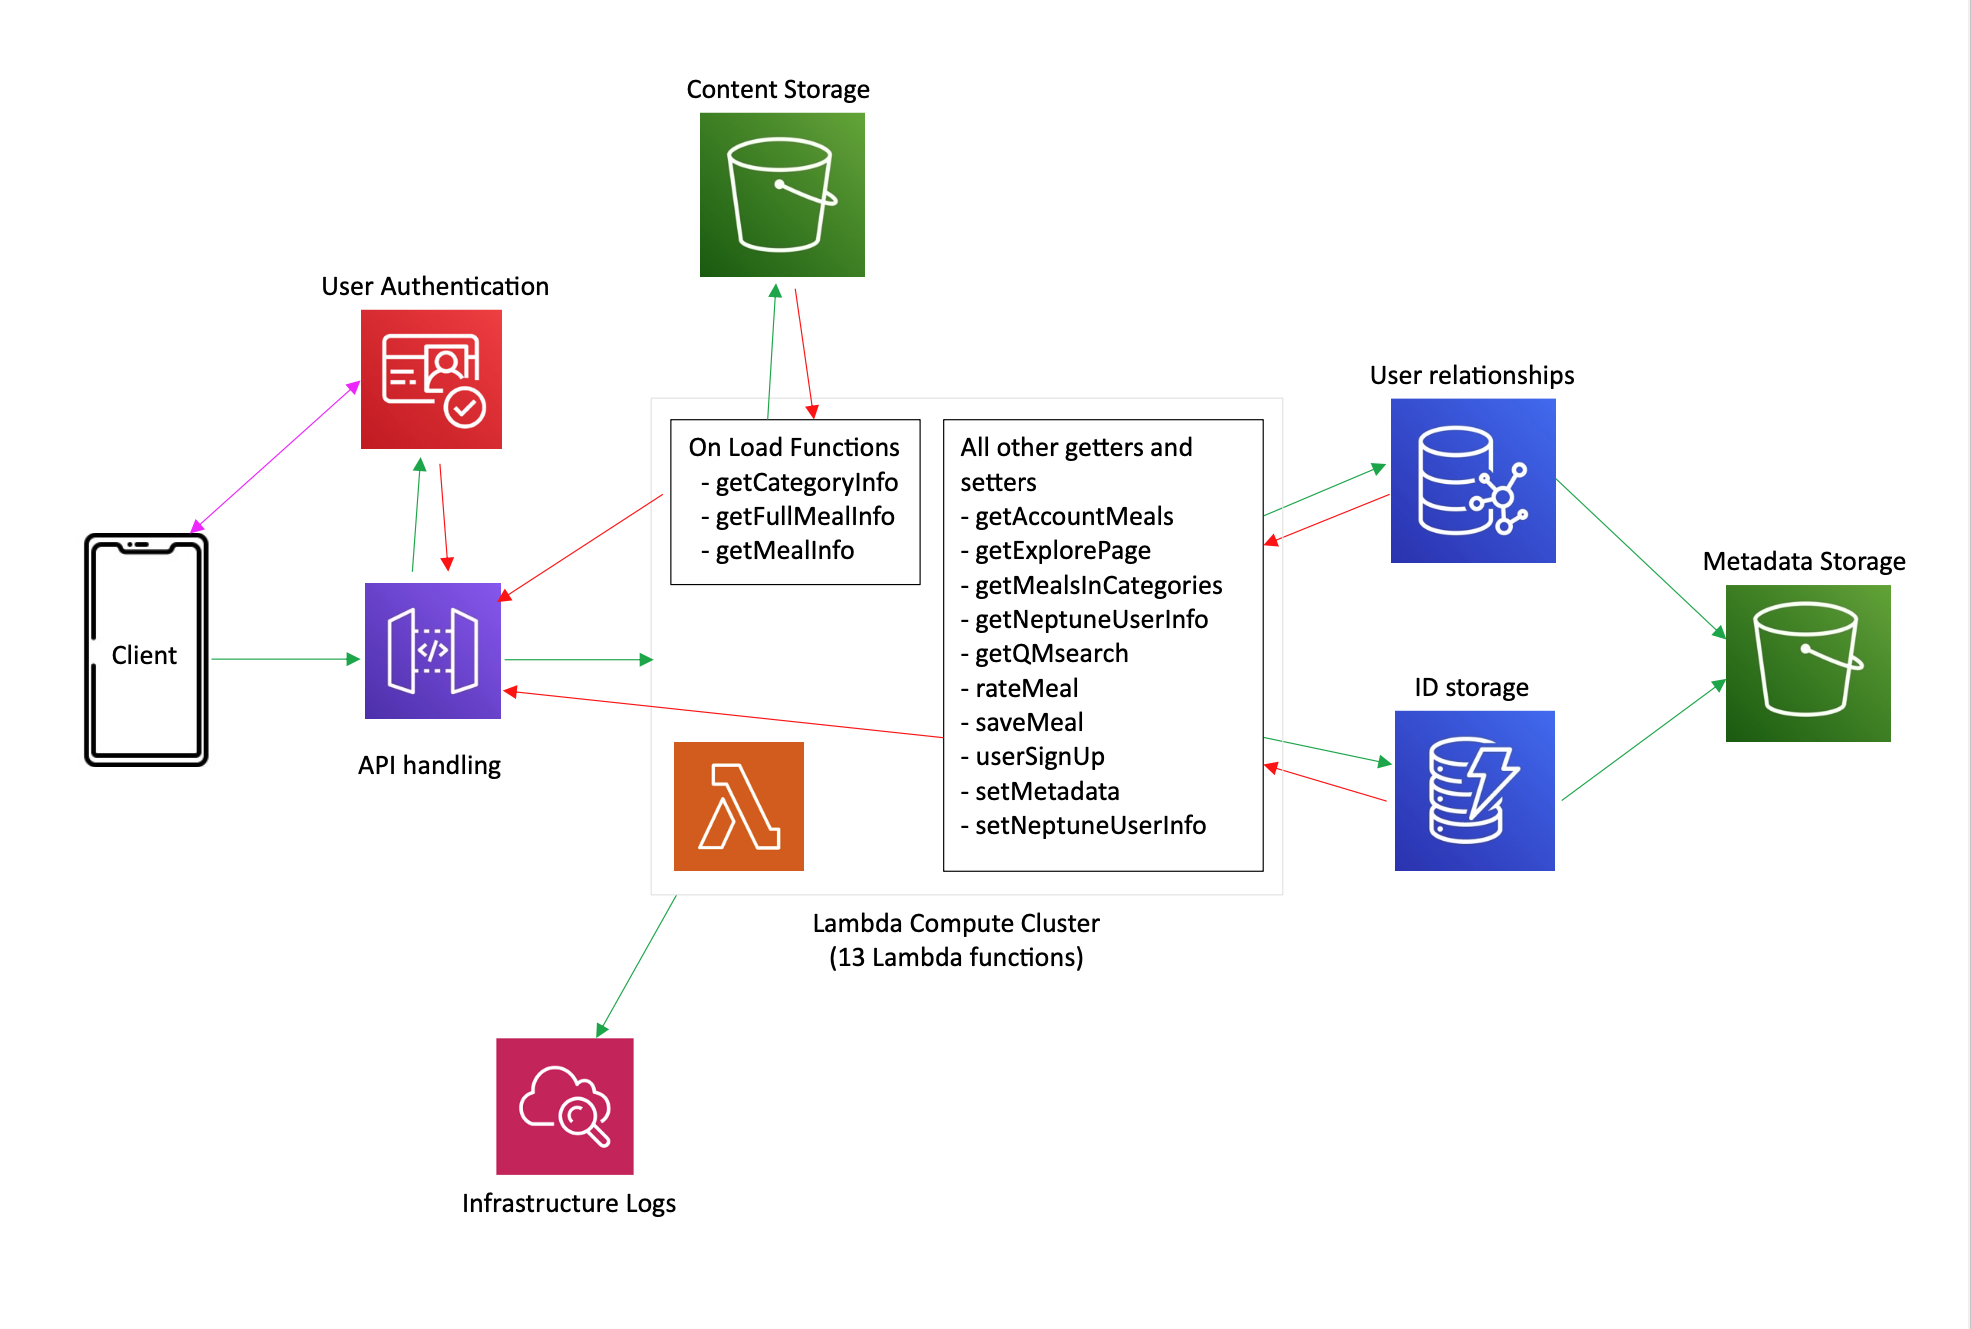 Content Storage
User Authentication
Client
API handling
On Load Functions
- getCategoryInfo
- getFullMealInfo
- getMealInfo
All other getters and
setters
- getAccountMeals
- getExplorePage
- getMealsInCategories
- getNeptuneUserInfo
- getQMsearch
- rateMeal
- saveMeal
- userSignUp
- setMetadata
- setNeptuneUserInfo
Lambda Compute Cluster
(13 Lambda functions)
User relationships
ID storage
Metadata Storage
Infrastructure Logs